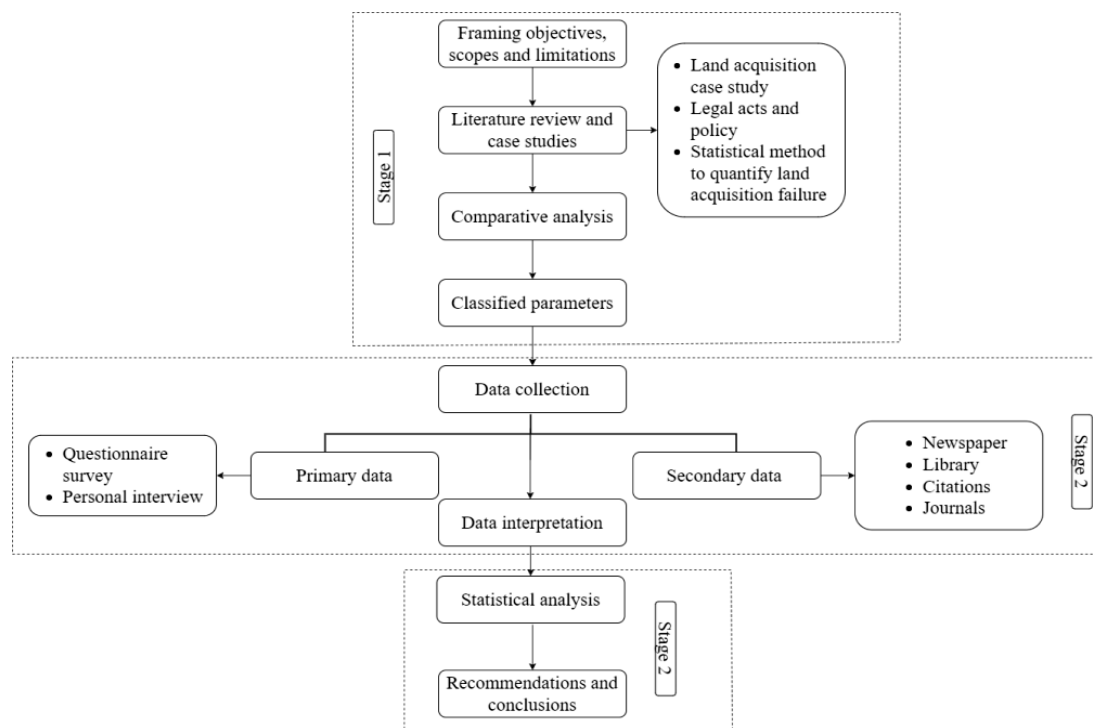 Framing objectives,
scopes and limitations
Literature review and
case studies
• Land acquisition
case study
• Legal acts and
policy
• Statistical method
to quantify land
acquisition failure
Stage 1
Comparative analysis
Classified parameters
Data collection
• Questionnaire
survey
• Personal interview
Primary data
Secondary data
• Newspaper
• Library
• Citations
• Journals
Stage 2
Data interpretation
Statistical analysis
Stage 2
Recommendations and
conclusions